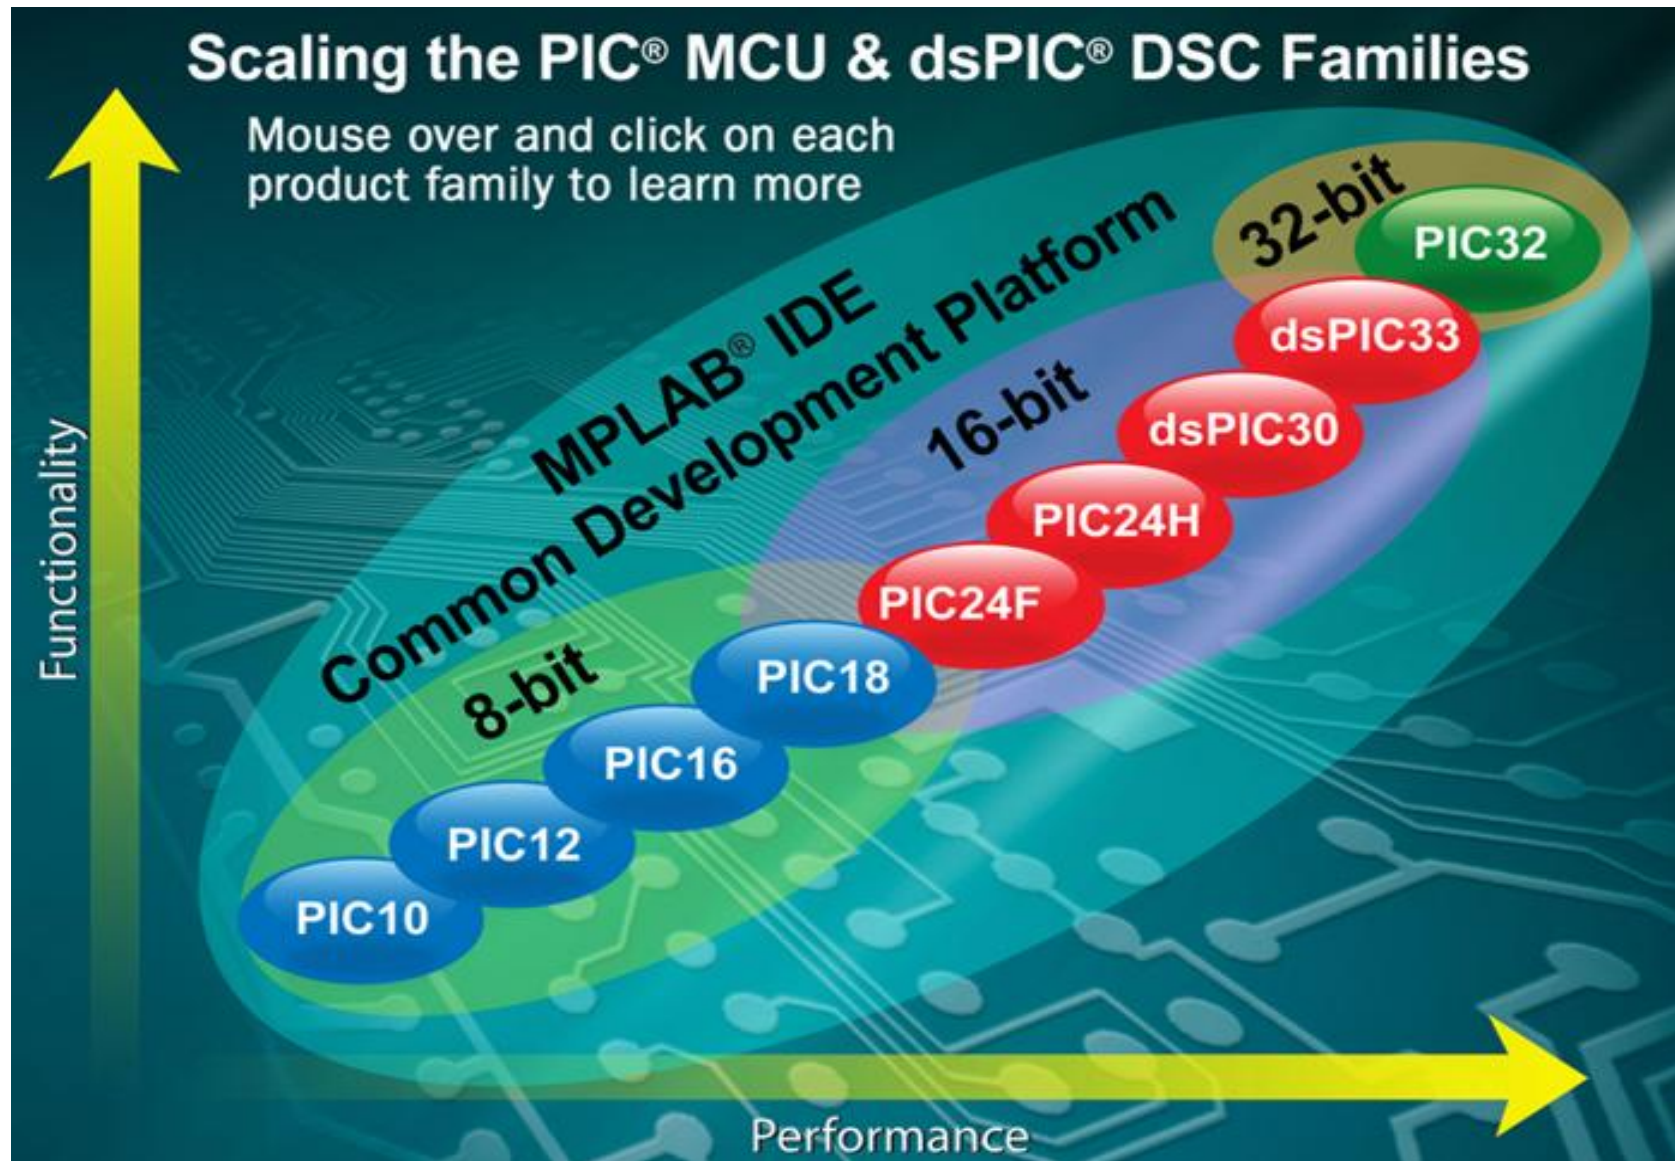 Scaling the PIC® MCU & dsPIC® DSC Families
Mouse over and click on each
product family to learn more
Functionality
MPLAB® IDE
Common Development Platform
32-bit
PIC32
dsPIC33
16-bit
dsPIC30
PIC24H
PIC24F
8-bit
PIC18
PIC16
PIC12
PIC10
Performance